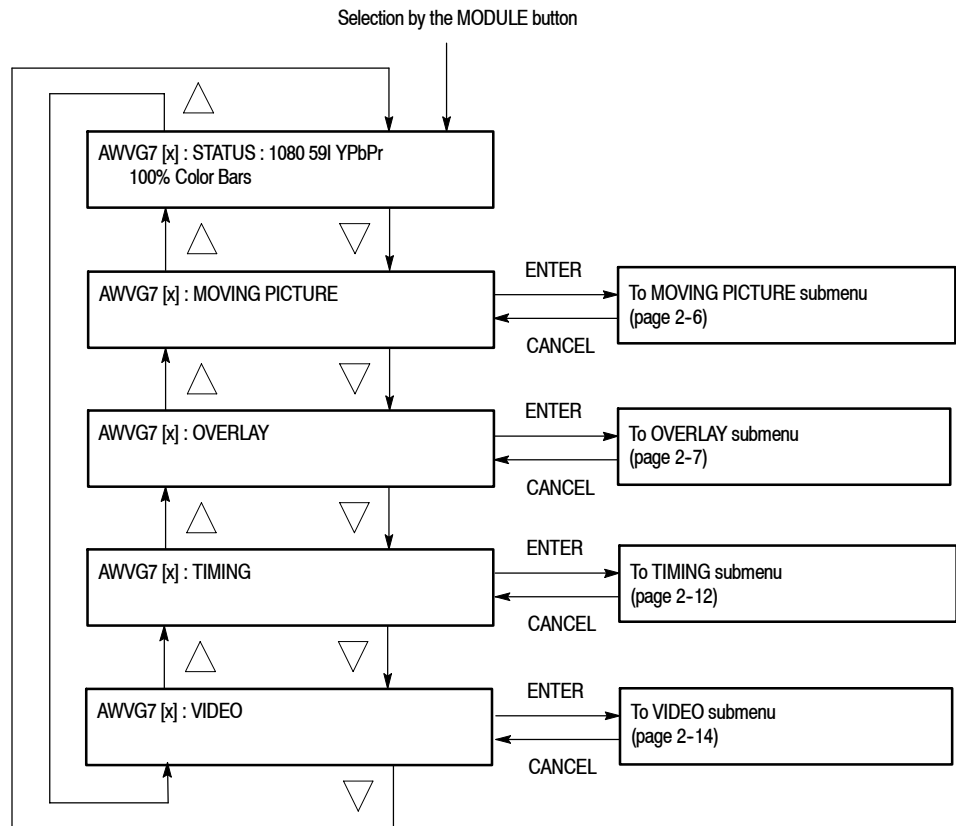 Selection by the MODULE button
AWVG7 [x] : STATUS : 1080 59I YPbPr
100% Color Bars
AWVG7 [x] : MOVING PICTURE
ENTER
CANCEL
To MOVING PICTURE submenu
(page 2-6)
AWVG7 [x] : OVERLAY
ENTER
CANCEL
To OVERLAY submenu
(page 2-7)
AWVG7 [x] : TIMING
ENTER
CANCEL
To TIMING submenu
(page 2-12)
AWVG7 [x] : VIDEO
ENTER
CANCEL
To VIDEO submenu
(page 2-14)